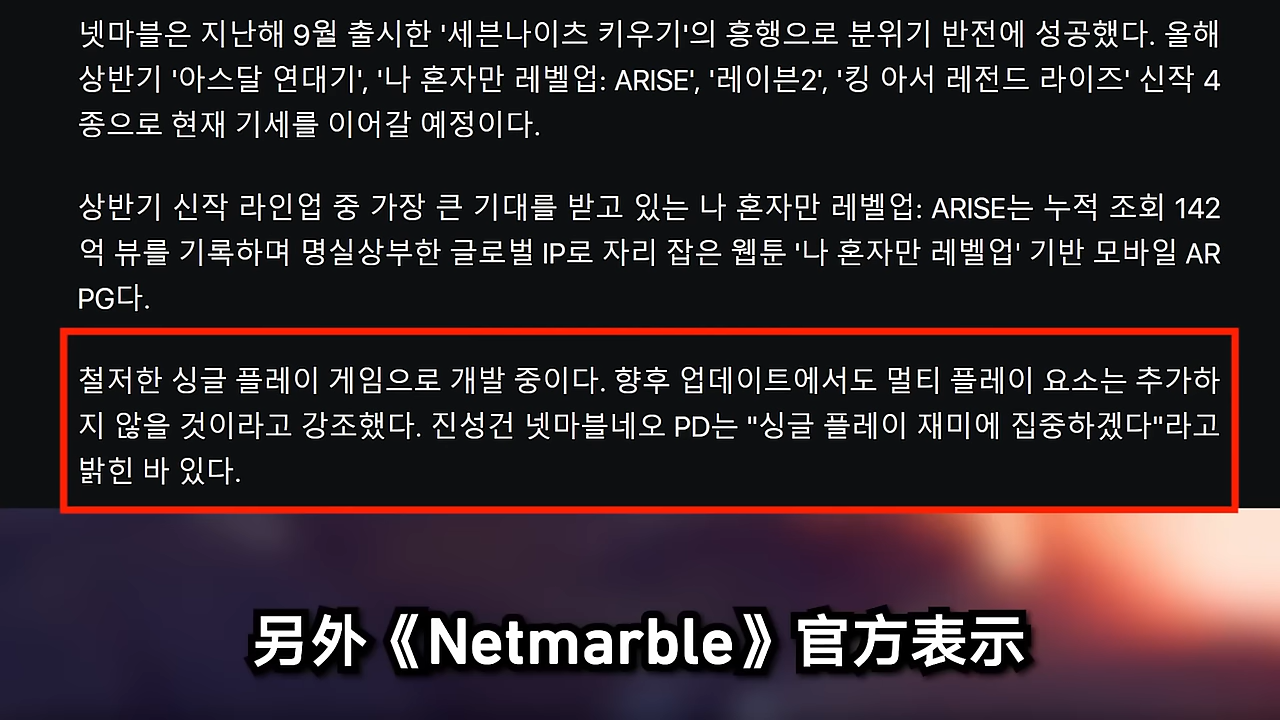 넷마블은 지난해 9월 출시한 '세븐나이츠 키우기'의 흥행으로 분위기 반전에 성공했다. 올해
상반기 '아스달 연대기', '나 혼자만 레벨업: ARISE', '레이븐2', '킹 아서 레전드 라이즈' 신작 4
종으로 현재 기세를 이어갈 예정이다.
상반기 신작 라인업 중 가장 큰 기대를 받고 있는 나 혼자만 레벨업: ARISE는 누적 조회 142
억 뷰를 기록하며 명실상부한 글로벌 IP로 자리 잡은 웹툰 '나 혼자만 레벨업' 기반 모바일 AR
PG다.
철저한 싱글 플레이 게임으로 개발 중이다. 향후 업데이트에서도 멀티 플레이 요소는 추가하
지 않을 것이라고 강조했다. 진성건 넷마블네오 PD는 "싱글 플레이 재미에 집중하겠다"라고
밝힌 바 있다.
另外《Netmarble》官方表示